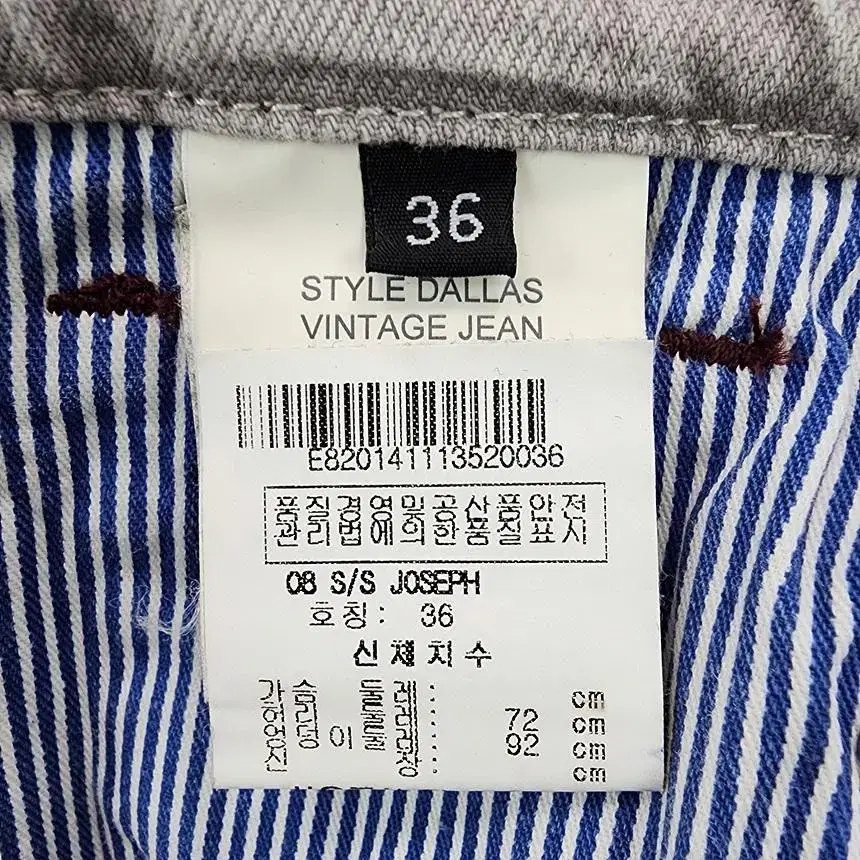 36
STYLE DALLAS
VINTAGE JEAN
E820141113520036
품질경영및공산품안전
관리법에의한품질표시
08 S/S JOSEPH
호칭: 36
신체치수
가슴둘레: cm
허리둘레: 72 cm
엉덩이둘레: 92 cm
신장: cm